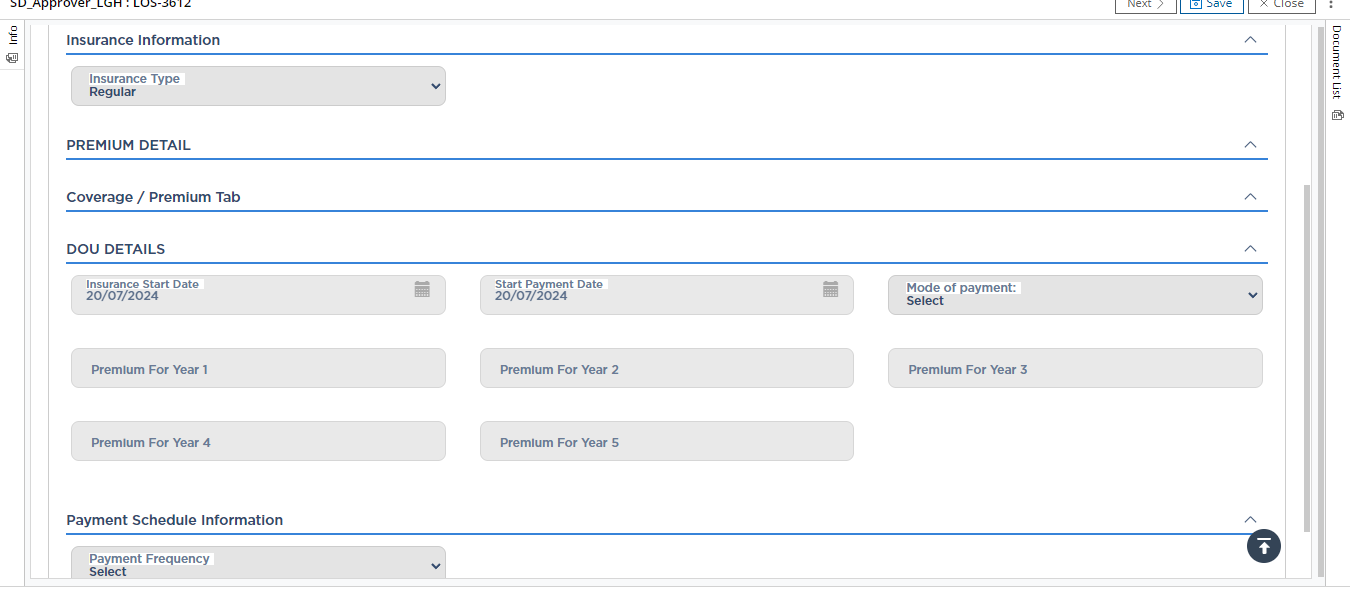 SD_Approver_LGH : LOS-3612
Next
Save
Close
Info
Document List
Insurance Information
Insurance Type
Regular
PREMIUM DETAIL
Coverage / Premium Tab
DOU DETAILS
Insurance Start Date
20/07/2024
Start Payment Date
20/07/2024
Mode of payment:
Select
Premium For Year 1
Premium For Year 2
Premium For Year 3
Premium For Year 4
Premium For Year 5
Payment Schedule Information
Payment Frequency
Select